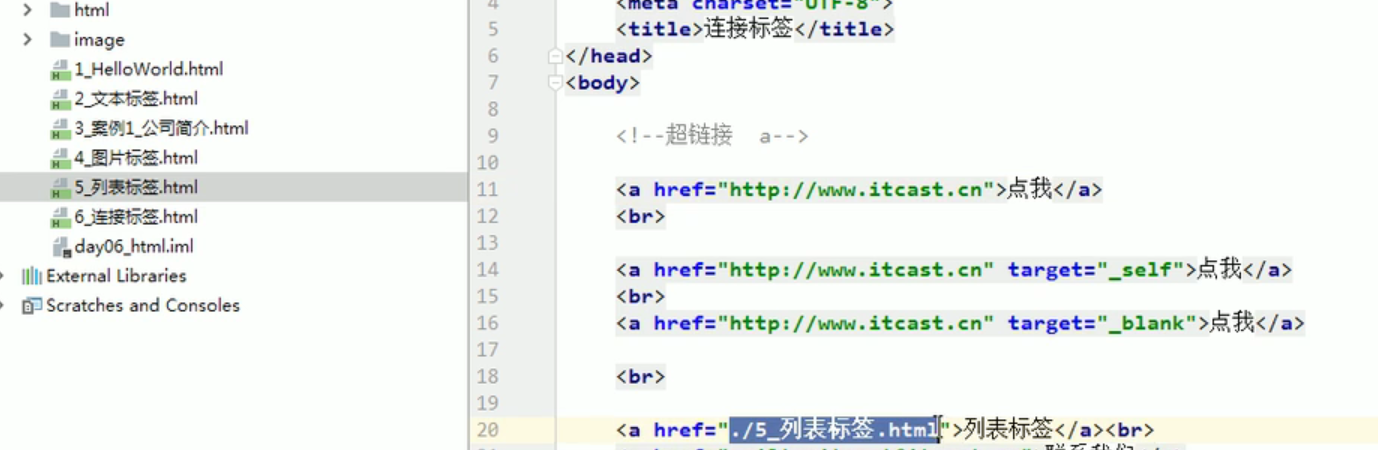 html
image
1_HelloWorld.html
2_文本标签.html
3_案例1_公司简介.html
4_图片标签.html
5_列表标签.html
6_连接标签.html
day06_html.iml
External Libraries
Scratches and Consoles
4 <meta charset="UTF-8">
5 <title>连接标签</title>
6 </head>
7 <body>
8
9 <!--超链接  a-->
10
11 <a href="http://www.itcast.cn">点我</a>
12 <br>
13
14 <a href="http://www.itcast.cn" target="_self">点我</a>
15 <br>
16 <a href="http://www.itcast.cn" target="_blank">点我</a>
17
18 <br>
19
20 <a href="./5_列表标签.html">列表标签</a><br>